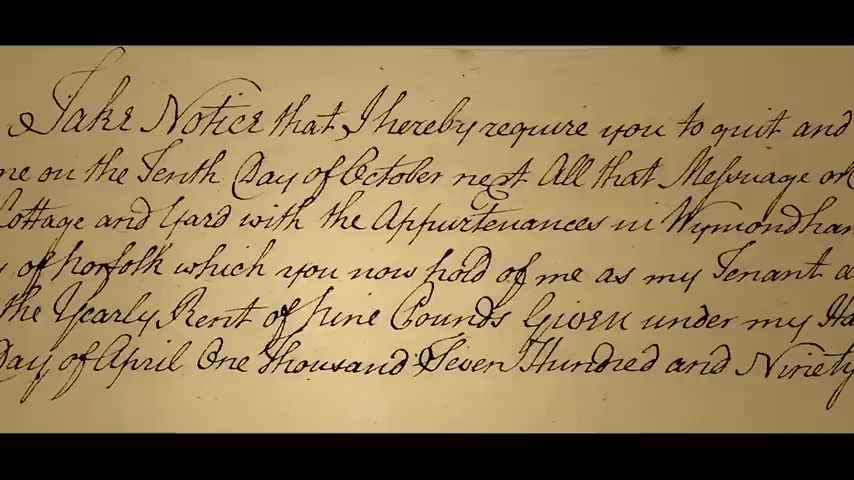 Take Notice that I hereby require you to quit and
me on the Tenth Day of October next All that Messuage or
Cottage and Yard with the Appurtenances in Wymondham
of Norfolk which you now hold of me as my Tenant a
the Yearly Rent of Nine Pounds Given under my Ha
Day of April One Thousand Seven Hundred and Ninety